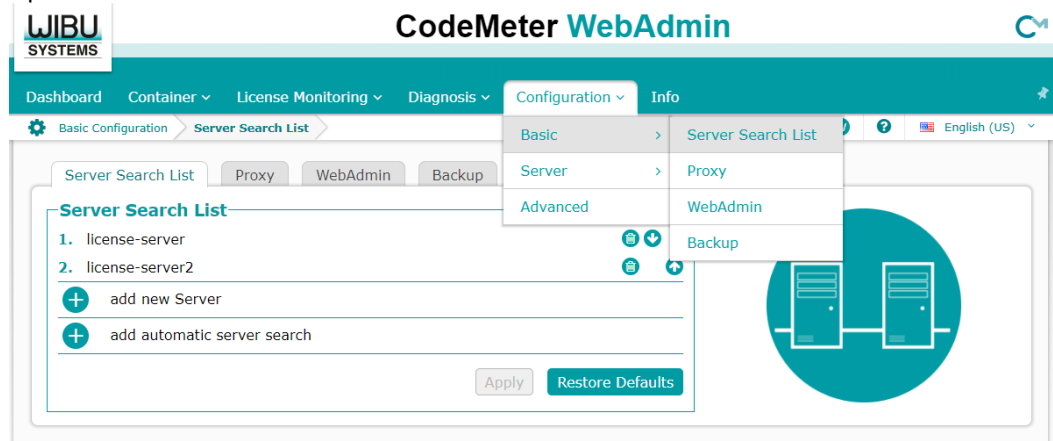 WIBU
SYSTEMS
CodeMeter WebAdmin
Dashboard Container License Monitoring Diagnosis Configuration Info
Basic Configuration Server Search List
English (US)
Basic
Server
Advanced
Server Search List
Proxy
WebAdmin
Backup
Server Search List Proxy WebAdmin Backup
Server Search List
1. license-server
2. license-server2
add new Server
add automatic server search
Apply Restore Defaults